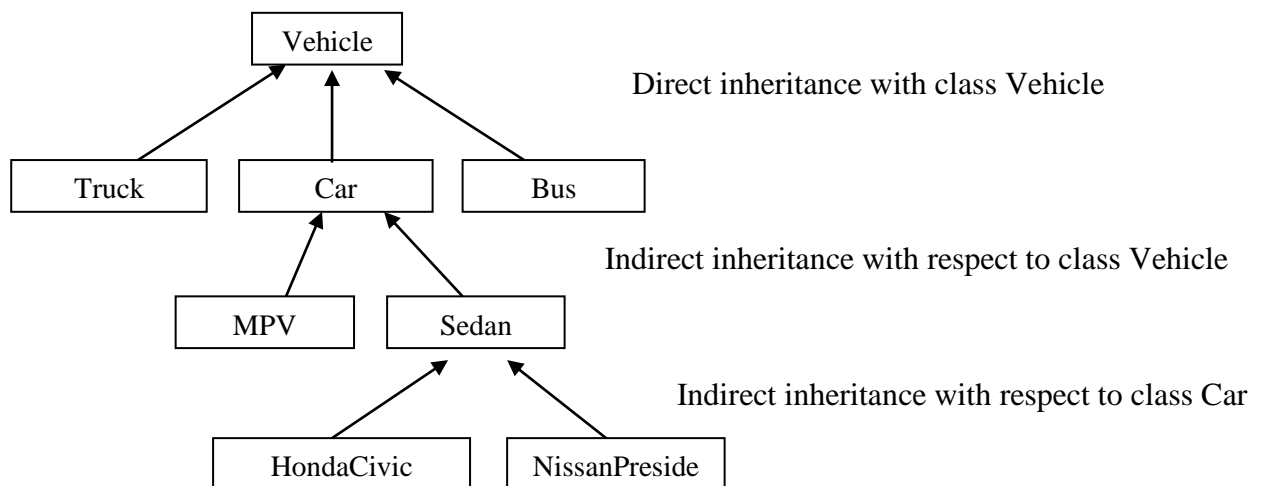 Vehicle
Direct inheritance with class Vehicle
Truck
Car
Bus
Indirect inheritance with respect to class Vehicle
MPV
Sedan
Indirect inheritance with respect to class Car
HondaCivic
NissanPreside